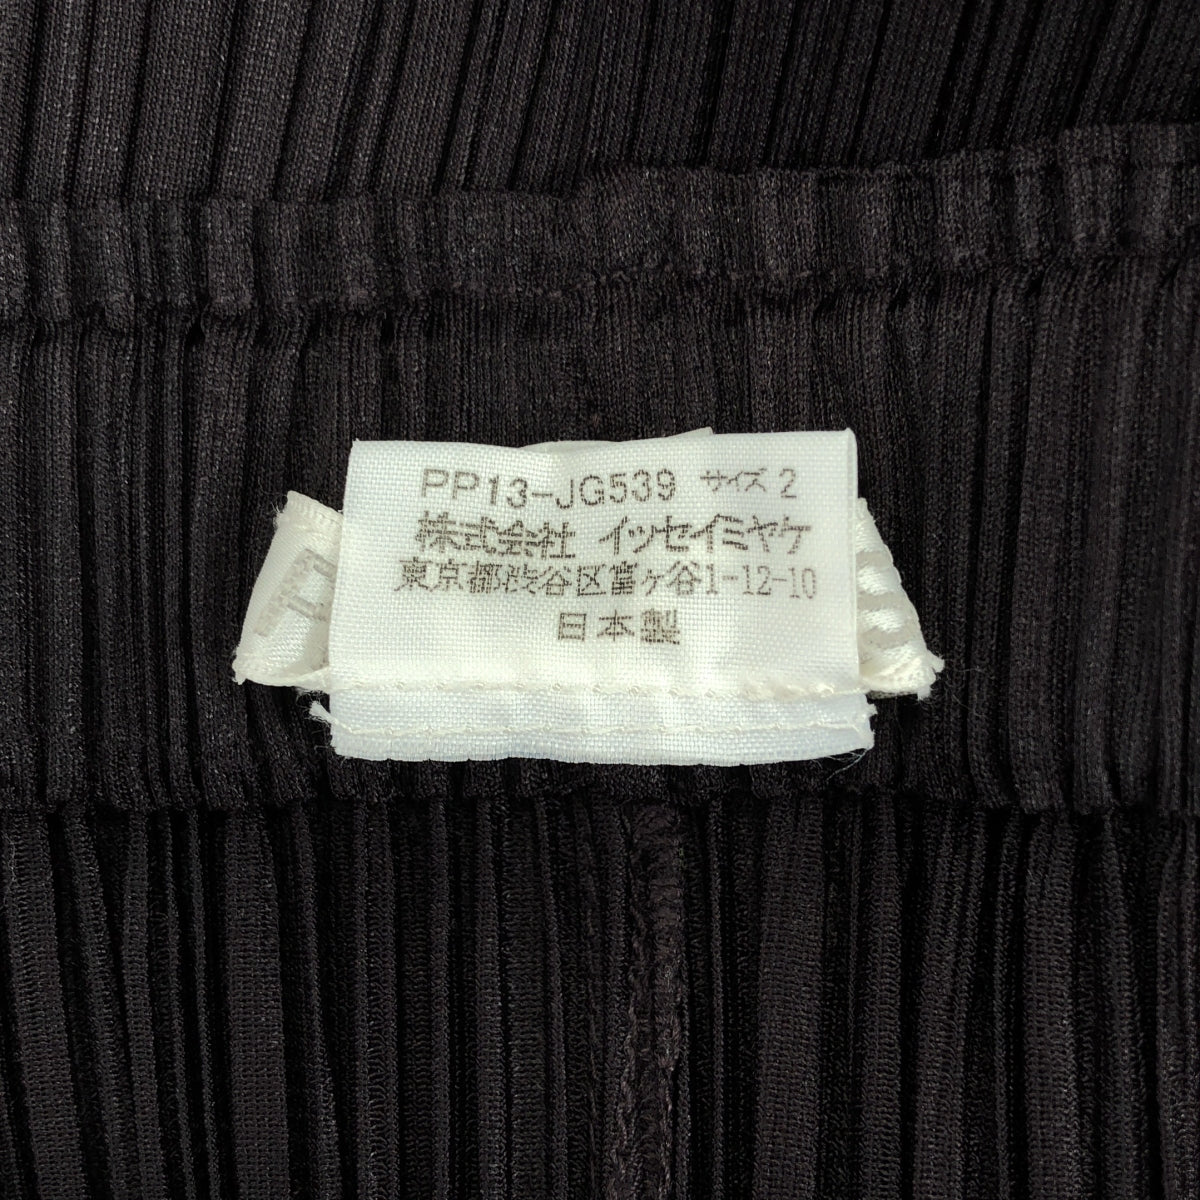 PP13-JG539 サイズ 2
株式会社 イッセイミヤケ
東京都渋谷区富ヶ谷1-12-10
日本製